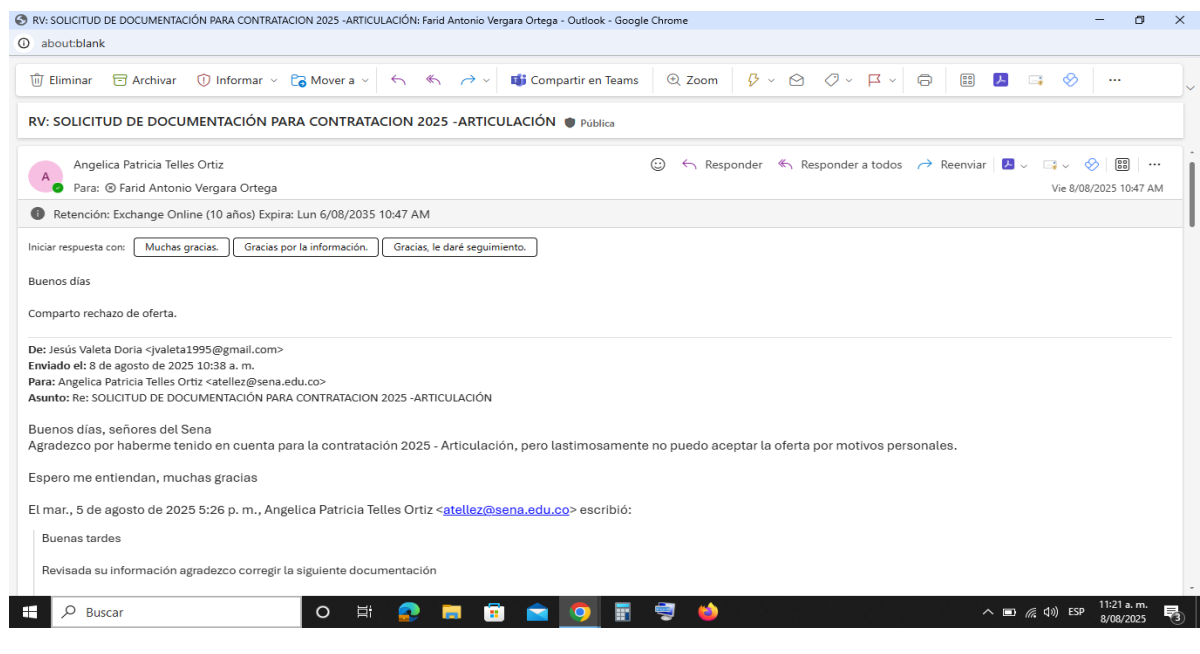 RV: SOLICITUD DE DOCUMENTACIÓN PARA CONTRATACION 2025 -ARTICULACIÓN: Farid Antonio Vergara Ortega - Outlook - Google Chrome
about:blank
Eliminar Archivar Informar Mover a Compartir en Teams Zoom
RV: SOLICITUD DE DOCUMENTACIÓN PARA CONTRATACION 2025 -ARTICULACIÓN Pública
A Angelica Patricia Telles Ortiz Responder Responder a todos Reenviar
Para: Farid Antonio Vergara Ortega Vie 8/08/2025 10:47 AM
Retención: Exchange Online (10 años) Expira: Lun 6/08/2035 10:47 AM
Iniciar respuesta con: Muchas gracias. Gracias por la información. Gracias, le daré seguimiento.
Buenos días
Comparto rechazo de oferta.
De: Jesús Valeta Doria <jvaleta1995@gmail.com>
Enviado el: 8 de agosto de 2025 10:38 a. m.
Para: Angelica Patricia Telles Ortiz <atellez@sena.edu.co>
Asunto: Re: SOLICITUD DE DOCUMENTACIÓN PARA CONTRATACION 2025 -ARTICULACIÓN
Buenos días, señores del Sena
Agradezco por haberme tenido en cuenta para la contratación 2025 - Articulación, pero lastimosamente no puedo aceptar la oferta por motivos personales.
Espero me entiendan, muchas gracias
El mar., 5 de agosto de 2025 5:26 p. m., Angelica Patricia Telles Ortiz <atellez@sena.edu.co> escribió:
Buenas tardes
Revisada su información agradezco corregir la siguiente documentación
Buscar ESP 11:21 a. m.
8/08/2025 3